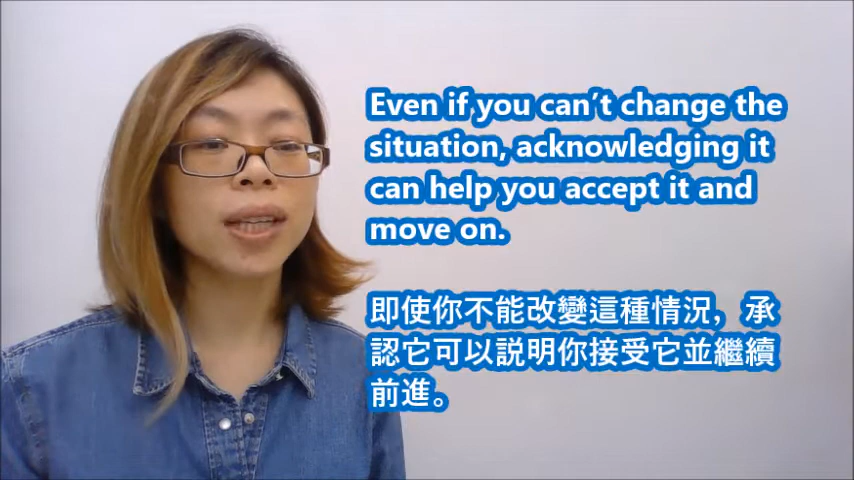 Even if you can’t change the
situation, acknowledging it
can help you accept it and
move on.
即使你不能改變這種情況，承
認它可以説明你接受它並繼續
前進。